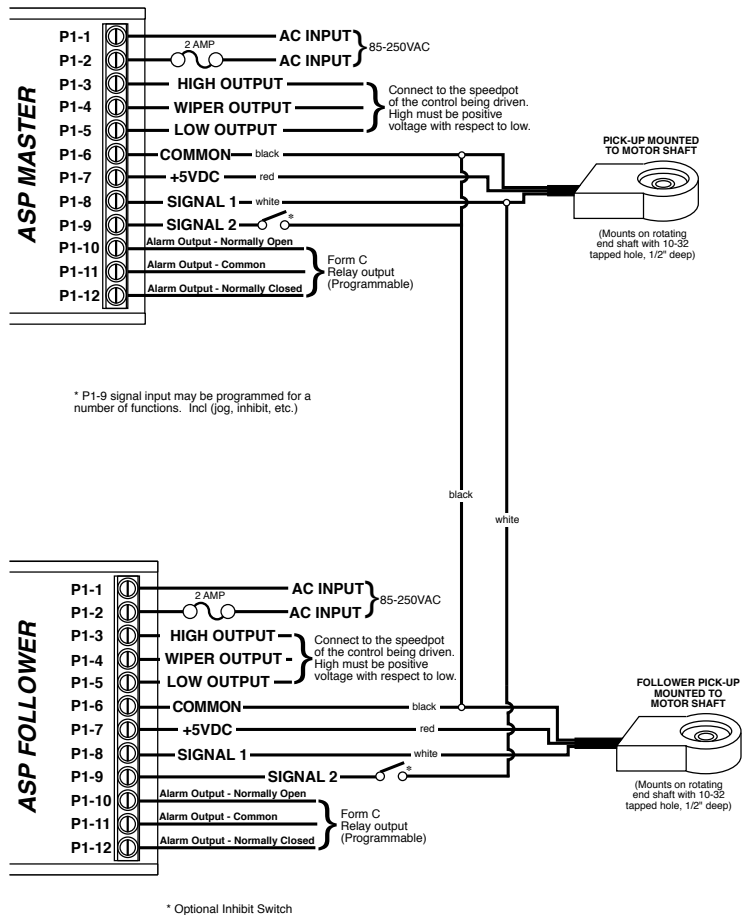 ASP MASTER
P1-1 AC INPUT
85-250VAC
P1-2 2 AMP AC INPUT
P1-3 HIGH OUTPUT
P1-4 WIPER OUTPUT
P1-5 LOW OUTPUT
Connect to the speedpot
of the control being driven.
High must be positive
voltage with respect to low.
P1-6 COMMON black
P1-7 +5VDC red
P1-8 SIGNAL 1 white
P1-9 SIGNAL 2 *
P1-10 Alarm Output - Normally Open
P1-11 Alarm Output - Common
P1-12 Alarm Output - Normally Closed
Form C
Relay output
(Programmable)
PICK-UP MOUNTED
TO MOTOR SHAFT
(Mounts on rotating
end shaft with 10-32
tapped hole, 1/2" deep)
* P1-9 signal input may be programmed for a
number of functions. Incl (jog, inhibit, etc.)
black
white
ASP FOLLOWER
P1-1 AC INPUT
85-250VAC
P1-2 2 AMP AC INPUT
P1-3 HIGH OUTPUT
P1-4 WIPER OUTPUT
P1-5 LOW OUTPUT
Connect to the speedpot
of the control being driven.
High must be positive
voltage with respect to low.
P1-6 COMMON black
P1-7 +5VDC red
P1-8 SIGNAL 1 white
P1-9 SIGNAL 2 *
P1-10 Alarm Output - Normally Open
P1-11 Alarm Output - Common
P1-12 Alarm Output - Normally Closed
Form C
Relay output
(Programmable)
FOLLOWER PICK-UP
MOUNTED TO
MOTOR SHAFT
(Mounts on rotating
end shaft with 10-32
tapped hole, 1/2" deep)
* Optional Inhibit Switch